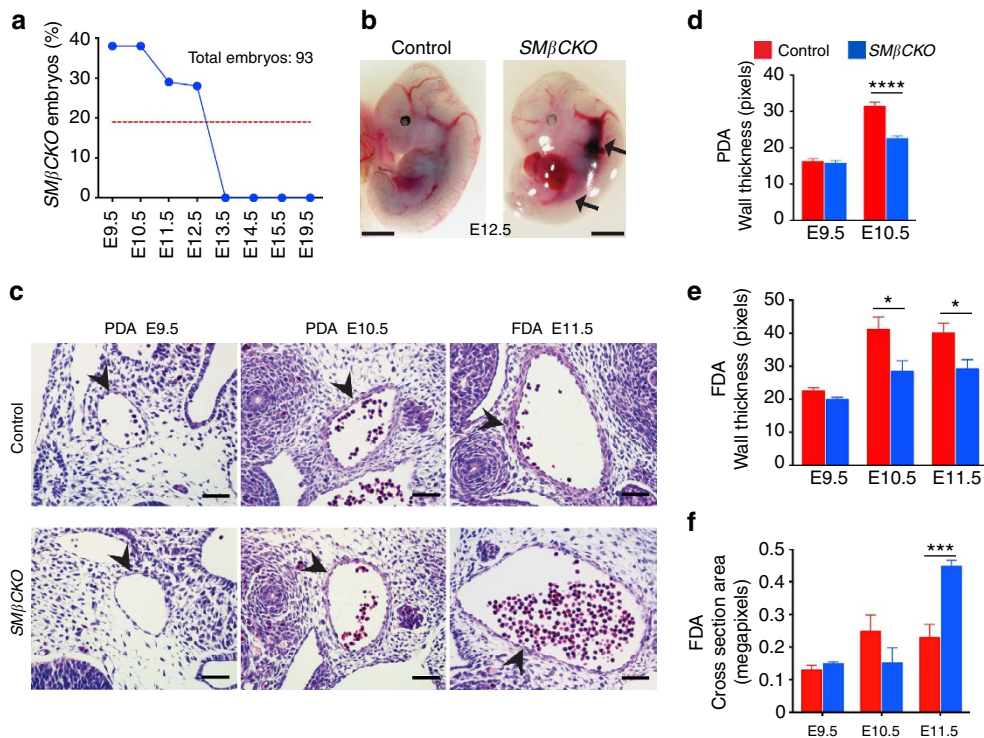 a
SMβCKO embryos (%)
40
30
20
10
0
Total embryos: 93
E9.5
E10.5
E11.5
E12.5
E13.5
E14.5
E15.5
E19.5
b
Control
SMβCKO
E12.5
c
PDA E9.5
PDA E10.5
FDA E11.5
Control
SMβCKO
d
Control
SMβCKO
PDA
Wall thickness (pixels)
40
30
20
10
0
****
E9.5
E10.5
e
FDA
Wall thickness (pixels)
50
40
30
20
10
0
*
*
E9.5
E10.5
E11.5
f
FDA
Cross section area
(megapixels)
0.5
0.4
0.3
0.2
0.1
0
***
E9.5
E10.5
E11.5